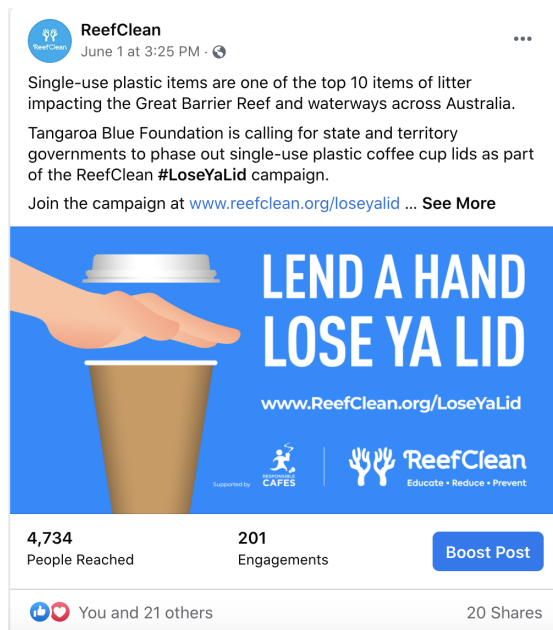 ReefClean
ReefClean
June 1 at 3:25 PM ·
Single-use plastic items are one of the top 10 items of litter
impacting the Great Barrier Reef and waterways across Australia.
Tangaroa Blue Foundation is calling for state and territory
governments to phase out single-use plastic coffee cup lids as part
of the ReefClean #LoseYaLid campaign.
Join the campaign at www.reefclean.org/loseyalid ... See More
LEND A HAND
LOSE YA LID
www.ReefClean.org/LoseYaLid
Supported by
RESPONSIBLE
CAFES
ReefClean
Educate • Reduce • Prevent
4,734
People Reached
201
Engagements
Boost Post
You and 21 others
20 Shares